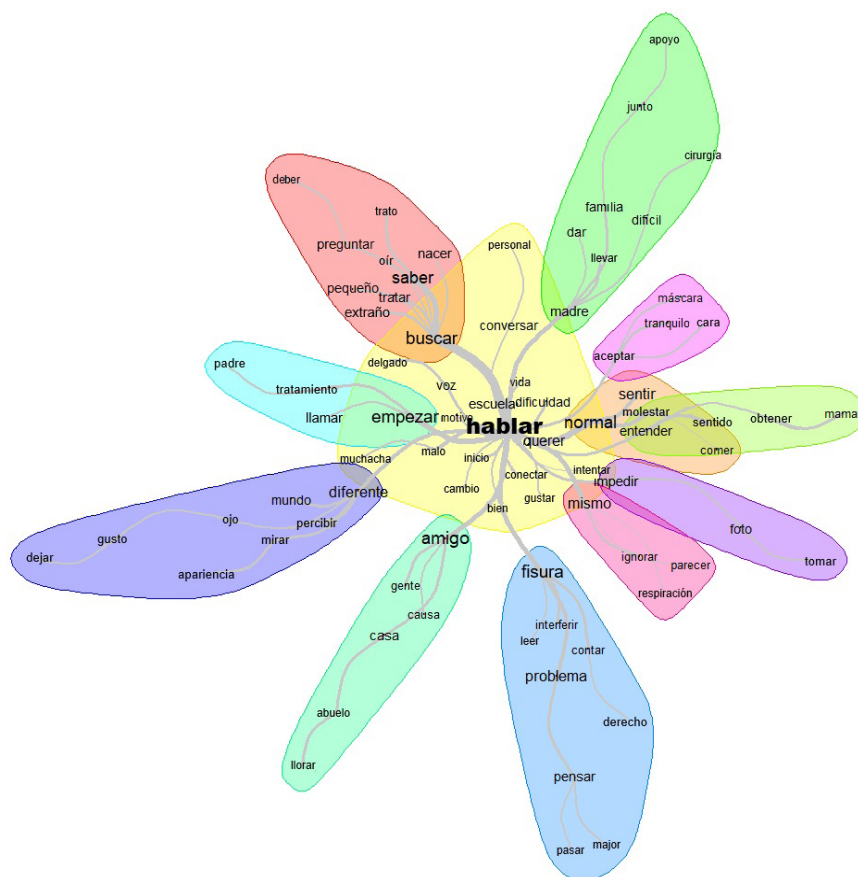 apoyo
junto
cirugía
deber
trato
familia
difícil
preguntar
nacer
personal
dar
oír
llevar
saber
pequeño
tratar
máscara
extraño
madre
tranquilo
cara
conversar
buscar
aceptar
delgado
padre
vida
voz
tratamiento
sentir
escuela
dificuldad
molestar
mama
llamar
empezar
motivo
normal
sentido
obtener
hablar
entender
querer
malo
comer
muchacha
inicio
intentar
conectar
impedir
diferente
cambio
gustar
mundo
mismo
bien
ojo
percibir
foto
gusto
amigo
mirar
dejar
ignorar
parecer
tomar
apariencia
fisura
gente
respiración
causa
interferir
casa
leer
contar
problema
abuelo
derecho
llorar
pensar
major
pasar